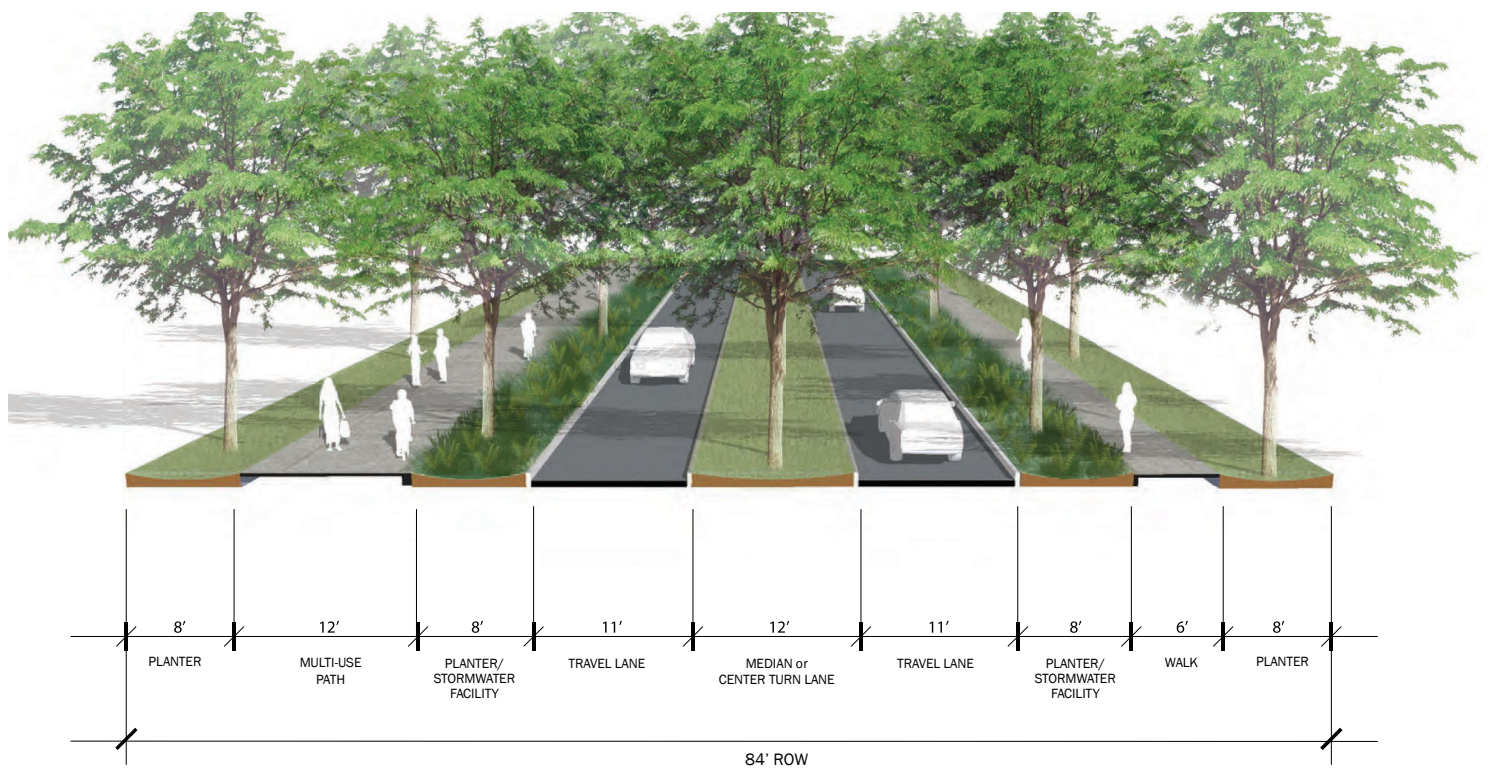 8’ 12’ 8’ 11’ 12’ 11’ 8’ 6’ 8’
PLANTER
MULTI-USE
PATH
PLANTER/
STORMWATER
FACILITY
TRAVEL LANE
MEDIAN or
CENTER TURN LANE
TRAVEL LANE
PLANTER/
STORMWATER
FACILITY
WALK
PLANTER
84’ ROW